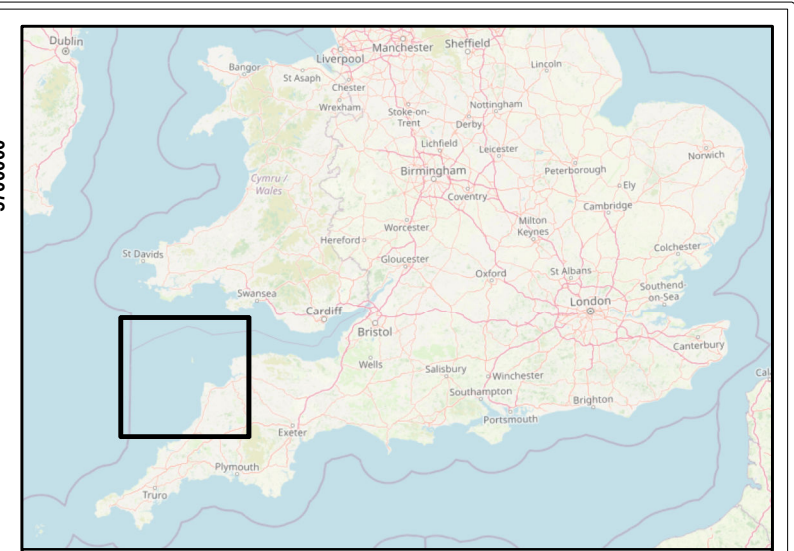 Dublin
Manchester
Sheffield
Liverpool
Bangor
St Asaph
Lincoln
Chester
Wrexham
Stoke-on-
Trent
Nottingham
Derby
Lichfield
Leicester
Norwich
Birmingham
Peterborough
Ely
Cymru /
Wales
Coventry
Cambridge
Milton
Keynes
Worcester
Hereford
Colchester
St Davids
Gloucester
Oxford
St Albans
Southend-
on-Sea
Swansea
London
Cardiff
Bristol
Canterbury
Wells
Salisbury
Winchester
Cal
Southampton
Brighton
Portsmouth
Exeter
Plymouth
Truro